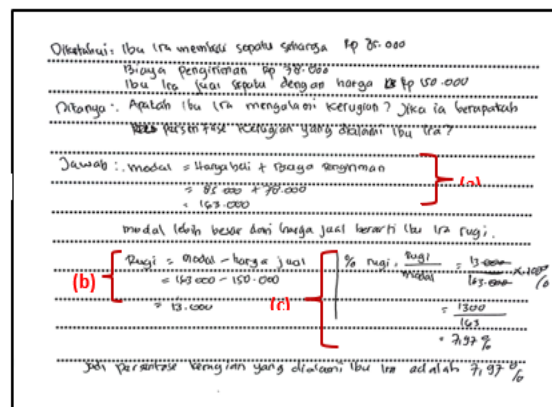 Diketahui: Ibu Ira membeli sepatu seharga Rp 85.000
Biaya pengiriman Rp 78.000
Ibu Ira jual sepatu dengan harga Rp 150.000
Ditanya: Apakah Ibu Ira mengalami kerugian? Jika ia berapakah
persentase kerugian yang dialami Ibu Ira?
Jawab: modal = Harga beli + Biaya pengiriman
= 85.000 + 78.000
= 163.000
modal lebih besar dari harga jual berarti Ibu Ira rugi.
(b) Rugi = modal - harga jual
= 163.000 - 150.000
= 13.000
(c) % rugi = rugi / modal = 13.000 / 163.000 x 100 %
= 1300 / 163
= 7,97 %
Jadi persentase kerugian yang dialami Ibu Ira adalah 7,97 %